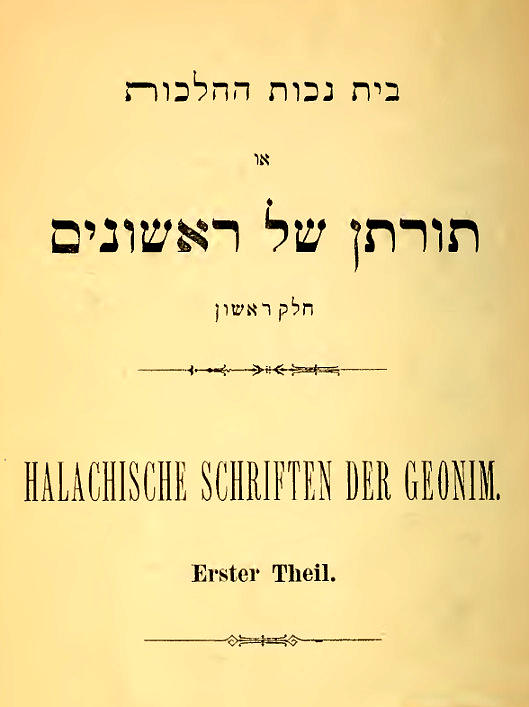 בית נכות ההלכות
או
תורתן של ראשונים
חלק ראשון
HALACHISCHE SCHRIFTEN DER GEONIM.
Erster Theil.